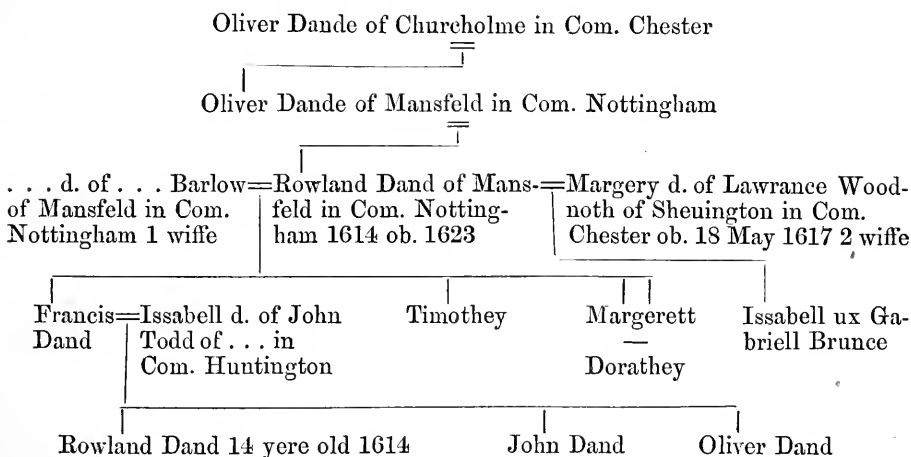 Oliver Dande of Churcholme in Com. Chester
Oliver Dande of Mansfeld in Com. Nottingham
. . . d. of . . . Barlow=Rowland Dand of Mans-=Margery d. of Lawrance Wood-
of Mansfeld in Com. feld in Com. Notting- noth of Sheuington in Com.
Nottingham 1 wiffe ham 1614 ob. 1623 Chester ob. 18 May 1617 2 wiffe
Francis=Issabell d. of John Timothey Margerett Issabell ux Ga-
Dand Todd of . . . in — briell Brunce
Com. Huntington Dorathey
Rowland Dand 14 yere old 1614 John Dand Oliver Dand